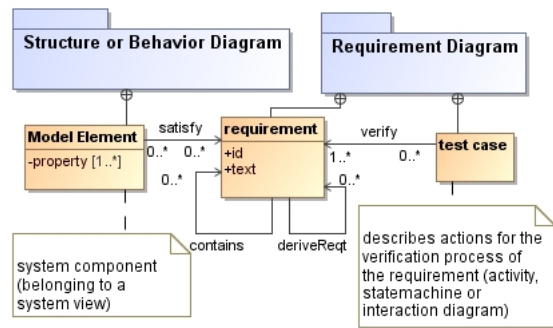 Structure or Behavior Diagram
Requirement Diagram
Model Element
-property [1..*]
satisfy
0..*
0..*
requirement
+id
+text
verify
1..*
0..*
test case
0..*
0..*
contains
deriveReqt
system component
(belonging to a
system view)
describes actions for the
verification process of
the requirement (activity,
statemachine or
interaction diagram)